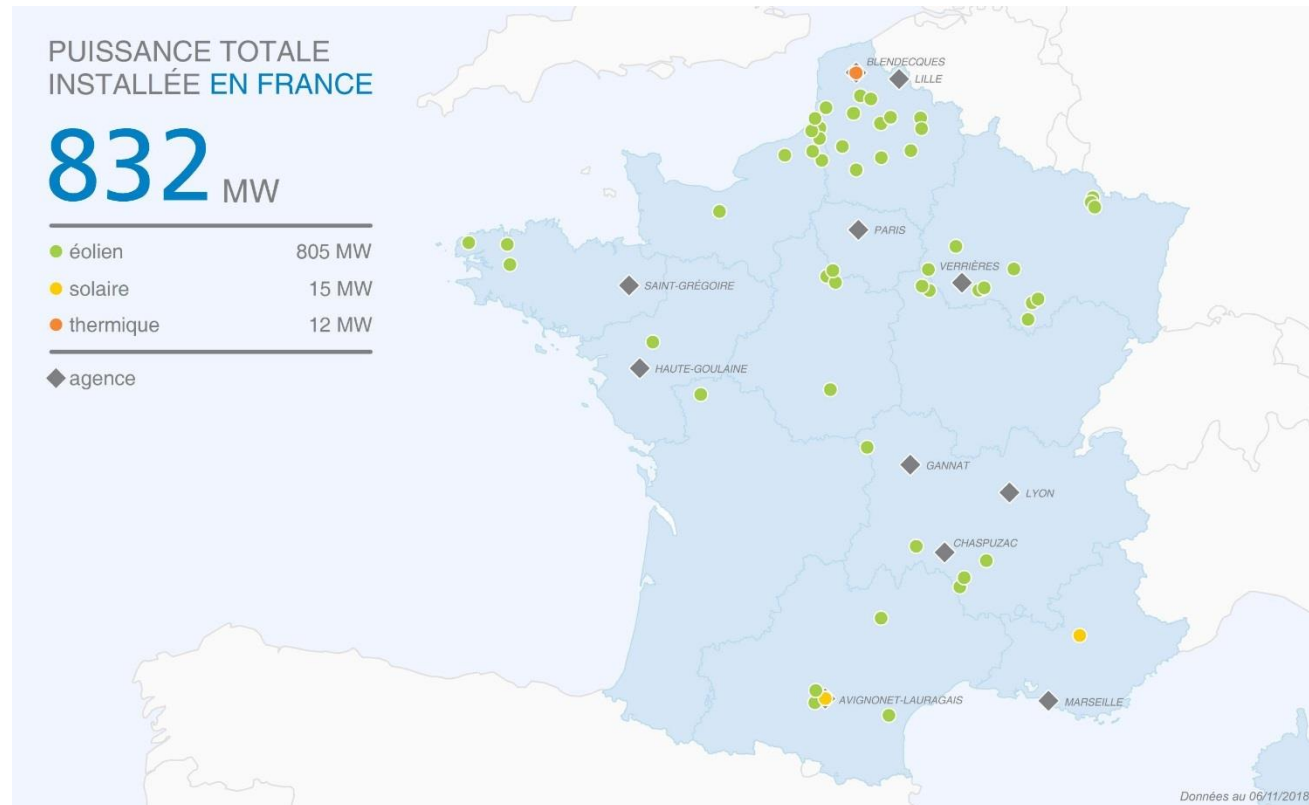 PUISSANCE TOTALE
INSTALLÉE EN FRANCE
832 MW
éolien 805 MW
solaire 15 MW
thermique 12 MW
agence
BLENDECQUES
LILLE
PARIS
VERRIÈRES
SAINT-GRÉGOIRE
HAUTE-GOULAINE
GANNAT
LYON
CHASPUZAC
AVIGNONET-LAURAGAIS
MARSEILLE
Données au 06/11/2018